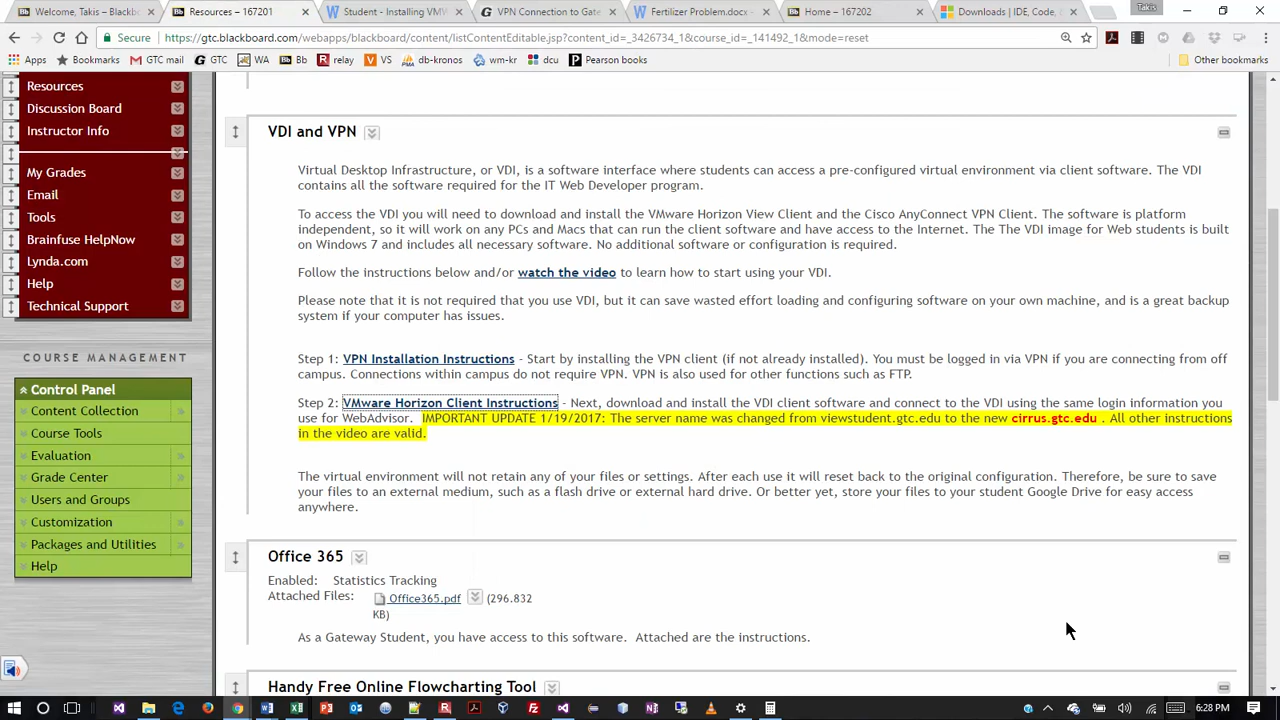 Welcome, Takis – Blackb
Resources – 167201
Student - Installing VMW
VPN Connection to Gate
Fertilizer Problem.docx –
Home – 167202
Downloads | IDE, Code, 
Takis
Secure
https://gtc.blackboard.com/webapps/blackboard/content/listContentEditable.jsp?content_id=_3426734_1&course_id=_141492_1&mode=reset
Apps
Bookmarks
GTC mail
GTC
WA
Bb
relay
VS
db-kronos
wm-kr
dcu
Pearson books
Other bookmarks
Resources
Discussion Board
Instructor Info
My Grades
Email
Tools
Brainfuse HelpNow
Lynda.com
Help
Technical Support
COURSE MANAGEMENT
Control Panel
Content Collection
Course Tools
Evaluation
Grade Center
Users and Groups
Customization
Packages and Utilities
Help
VDI and VPN
Virtual Desktop Infrastructure, or VDI, is a software interface where students can access a pre-configured virtual environment via client software. The VDI
contains all the software required for the IT Web Developer program.
To access the VDI you will need to download and install the VMware Horizon View Client and the Cisco AnyConnect VPN Client. The software is platform
independent, so it will work on any PCs and Macs that can run the client software and have access to the Internet. The The VDI image for Web students is built
on Windows 7 and includes all necessary software. No additional software or configuration is required.
Follow the instructions below and/or watch the video to learn how to start using your VDI.
Please note that it is not required that you use VDI, but it can save wasted effort loading and configuring software on your own machine, and is a great backup
system if your computer has issues.
Step 1: VPN Installation Instructions - Start by installing the VPN client (if not already installed). You must be logged in via VPN if you are connecting from off
campus. Connections within campus do not require VPN. VPN is also used for other functions such as FTP.
Step 2: VMware Horizon Client Instructions - Next, download and install the VDI client software and connect to the VDI using the same login information you
use for WebAdvisor. IMPORTANT UPDATE 1/19/2017: The server name was changed from viewstudent.gtc.edu to the new cirrus.gtc.edu . All other instructions
in the video are valid.
The virtual environment will not retain any of your files or settings. After each use it will reset back to the original configuration. Therefore, be sure to save
your files to an external medium, such as a flash drive or external hard drive. Or better yet, store your files to your student Google Drive for easy access
anywhere.
Office 365
Enabled: Statistics Tracking
Attached Files: Office365.pdf (296.832
KB)
As a Gateway Student, you have access to this software. Attached are the instructions.
Handy Free Online Flowcharting Tool
6:28 PM